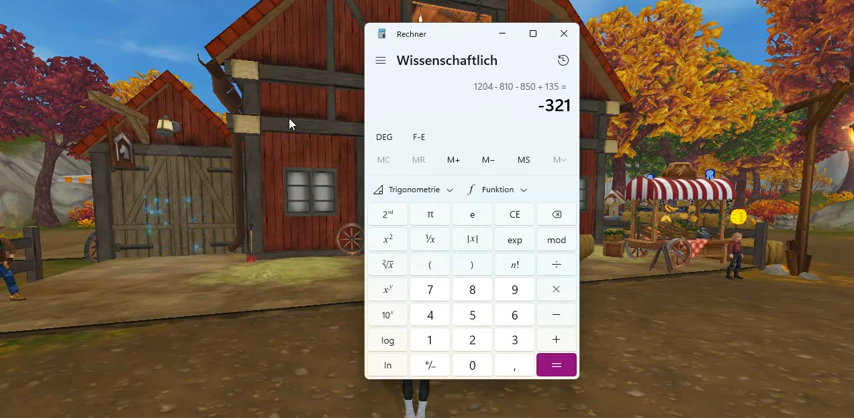 Rechner
Wissenschaftlich
1204 - 810 - 850 + 135 =
-321
DEG F-E
MC MR M+ M− MS M
Trigonometrie f Funktion
2ⁿᵈ π e CE
x² ¹/x |x| exp mod
²√x ( ) n! ÷
xʸ 7 8 9 ×
10ˣ 4 5 6 −
log 1 2 3 +
ln +/− 0 , =